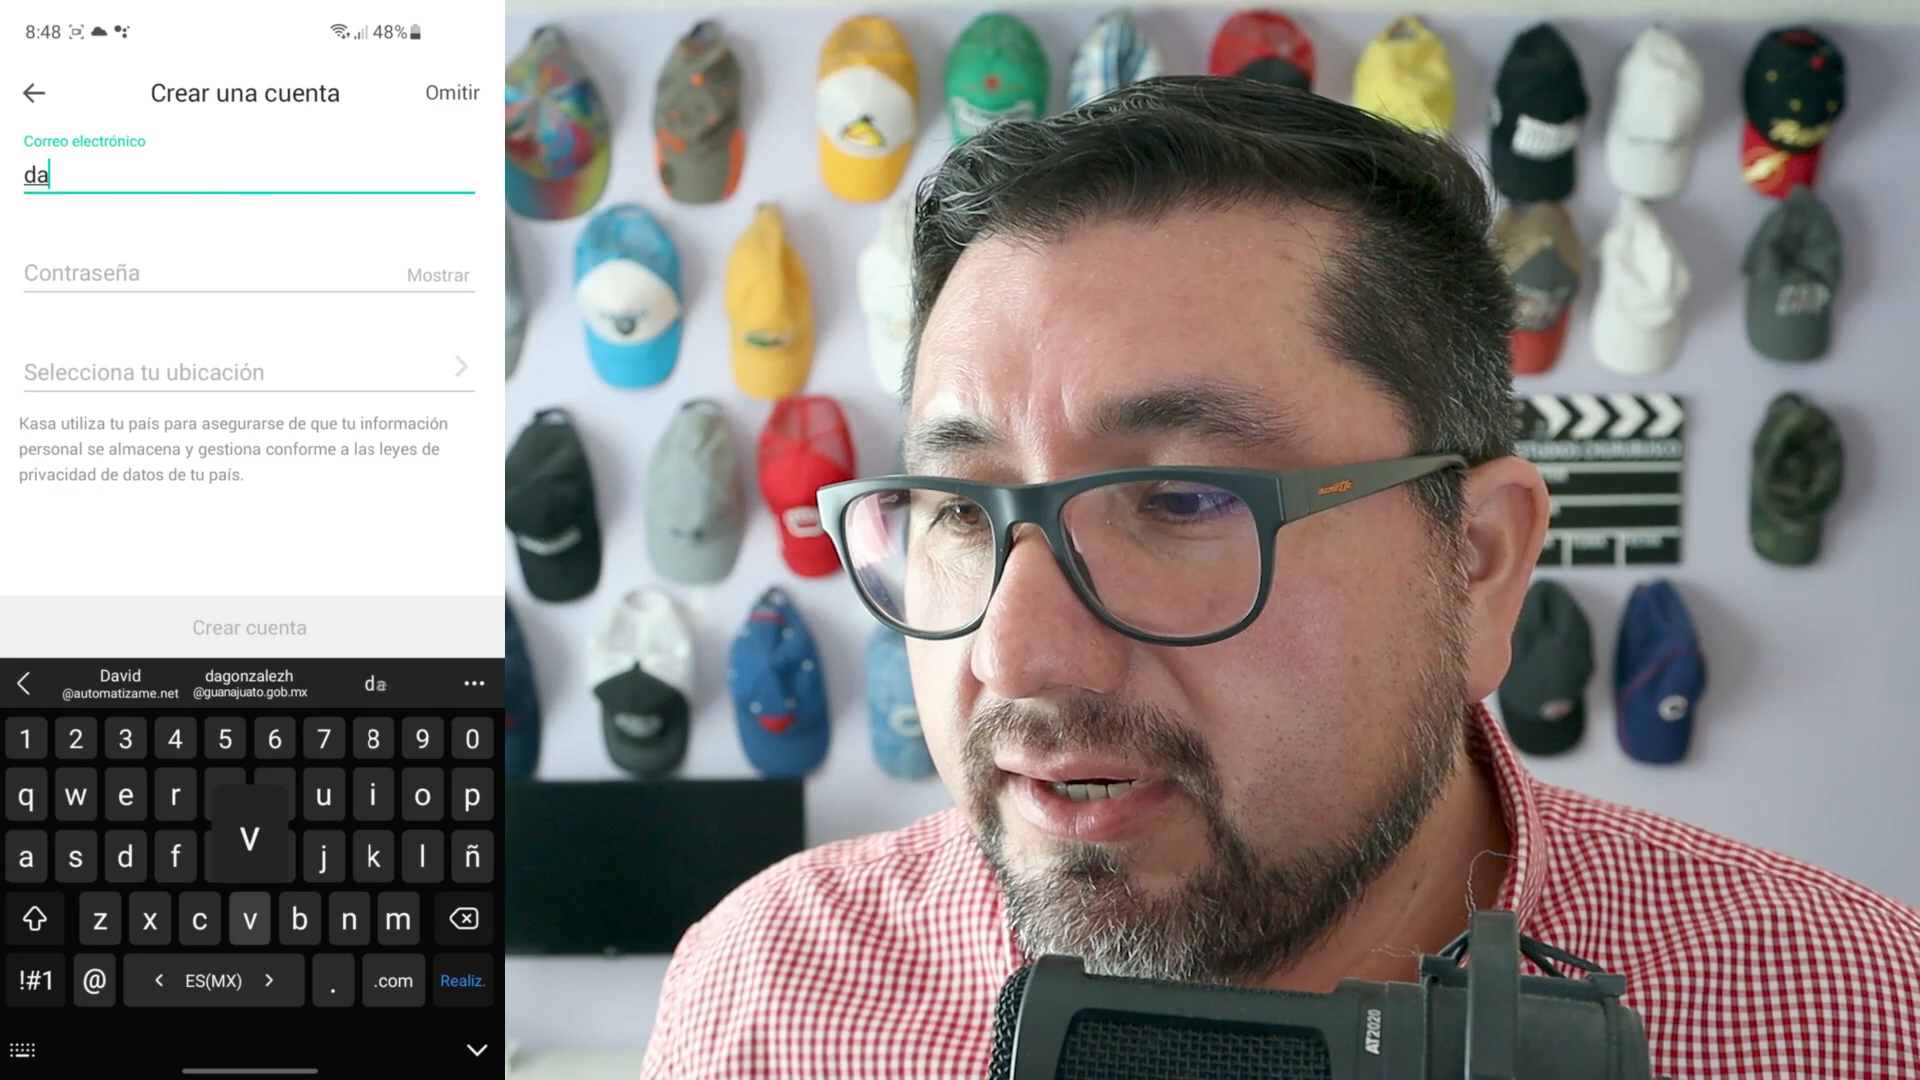 8:48
48%
Crear una cuenta
Omitir
Correo electrónico
da
Contraseña
Mostrar
Selecciona tu ubicación
Kasa utiliza tu país para asegurarse de que tu información
personal se almacena y gestiona conforme a las leyes de
privacidad de datos de tu país.
Crear cuenta
David
@automatizame.net
dagonzalezh
@guanajuato.gob.mx
da
1 2 3 4 5 6 7 8 9 0
q w e r u i o p
a s d f v j k l ñ
z x c v b n m
!#1 @ ES(MX) . .com Realiz.
AT2020